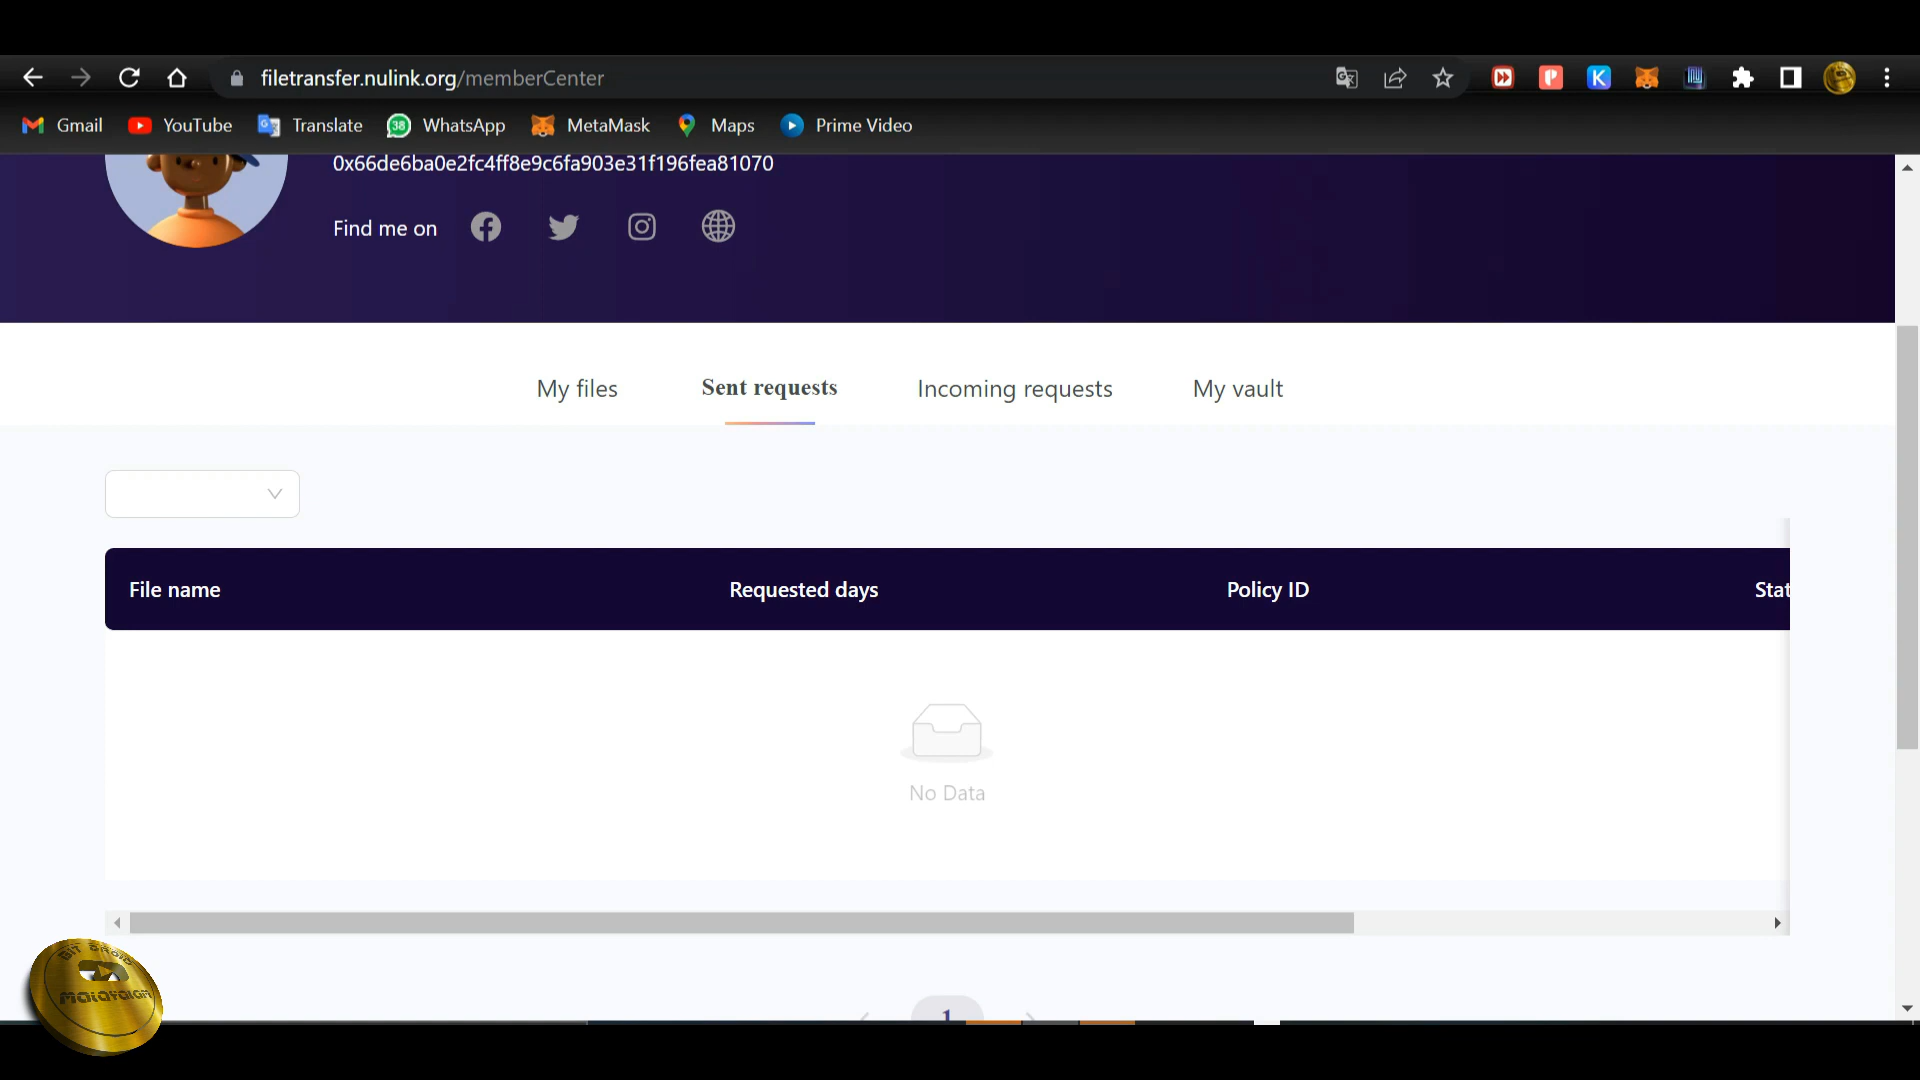 filetransfer.nulink.org/memberCenter
Gmail YouTube Translate 38 WhatsApp MetaMask Maps Prime Video
0x66de6ba0e2fc4ff8e9c6fa903e31f196fea81070
Find me on
My files Sent requests Incoming requests My vault
File name Requested days Policy ID Stat
No Data
1